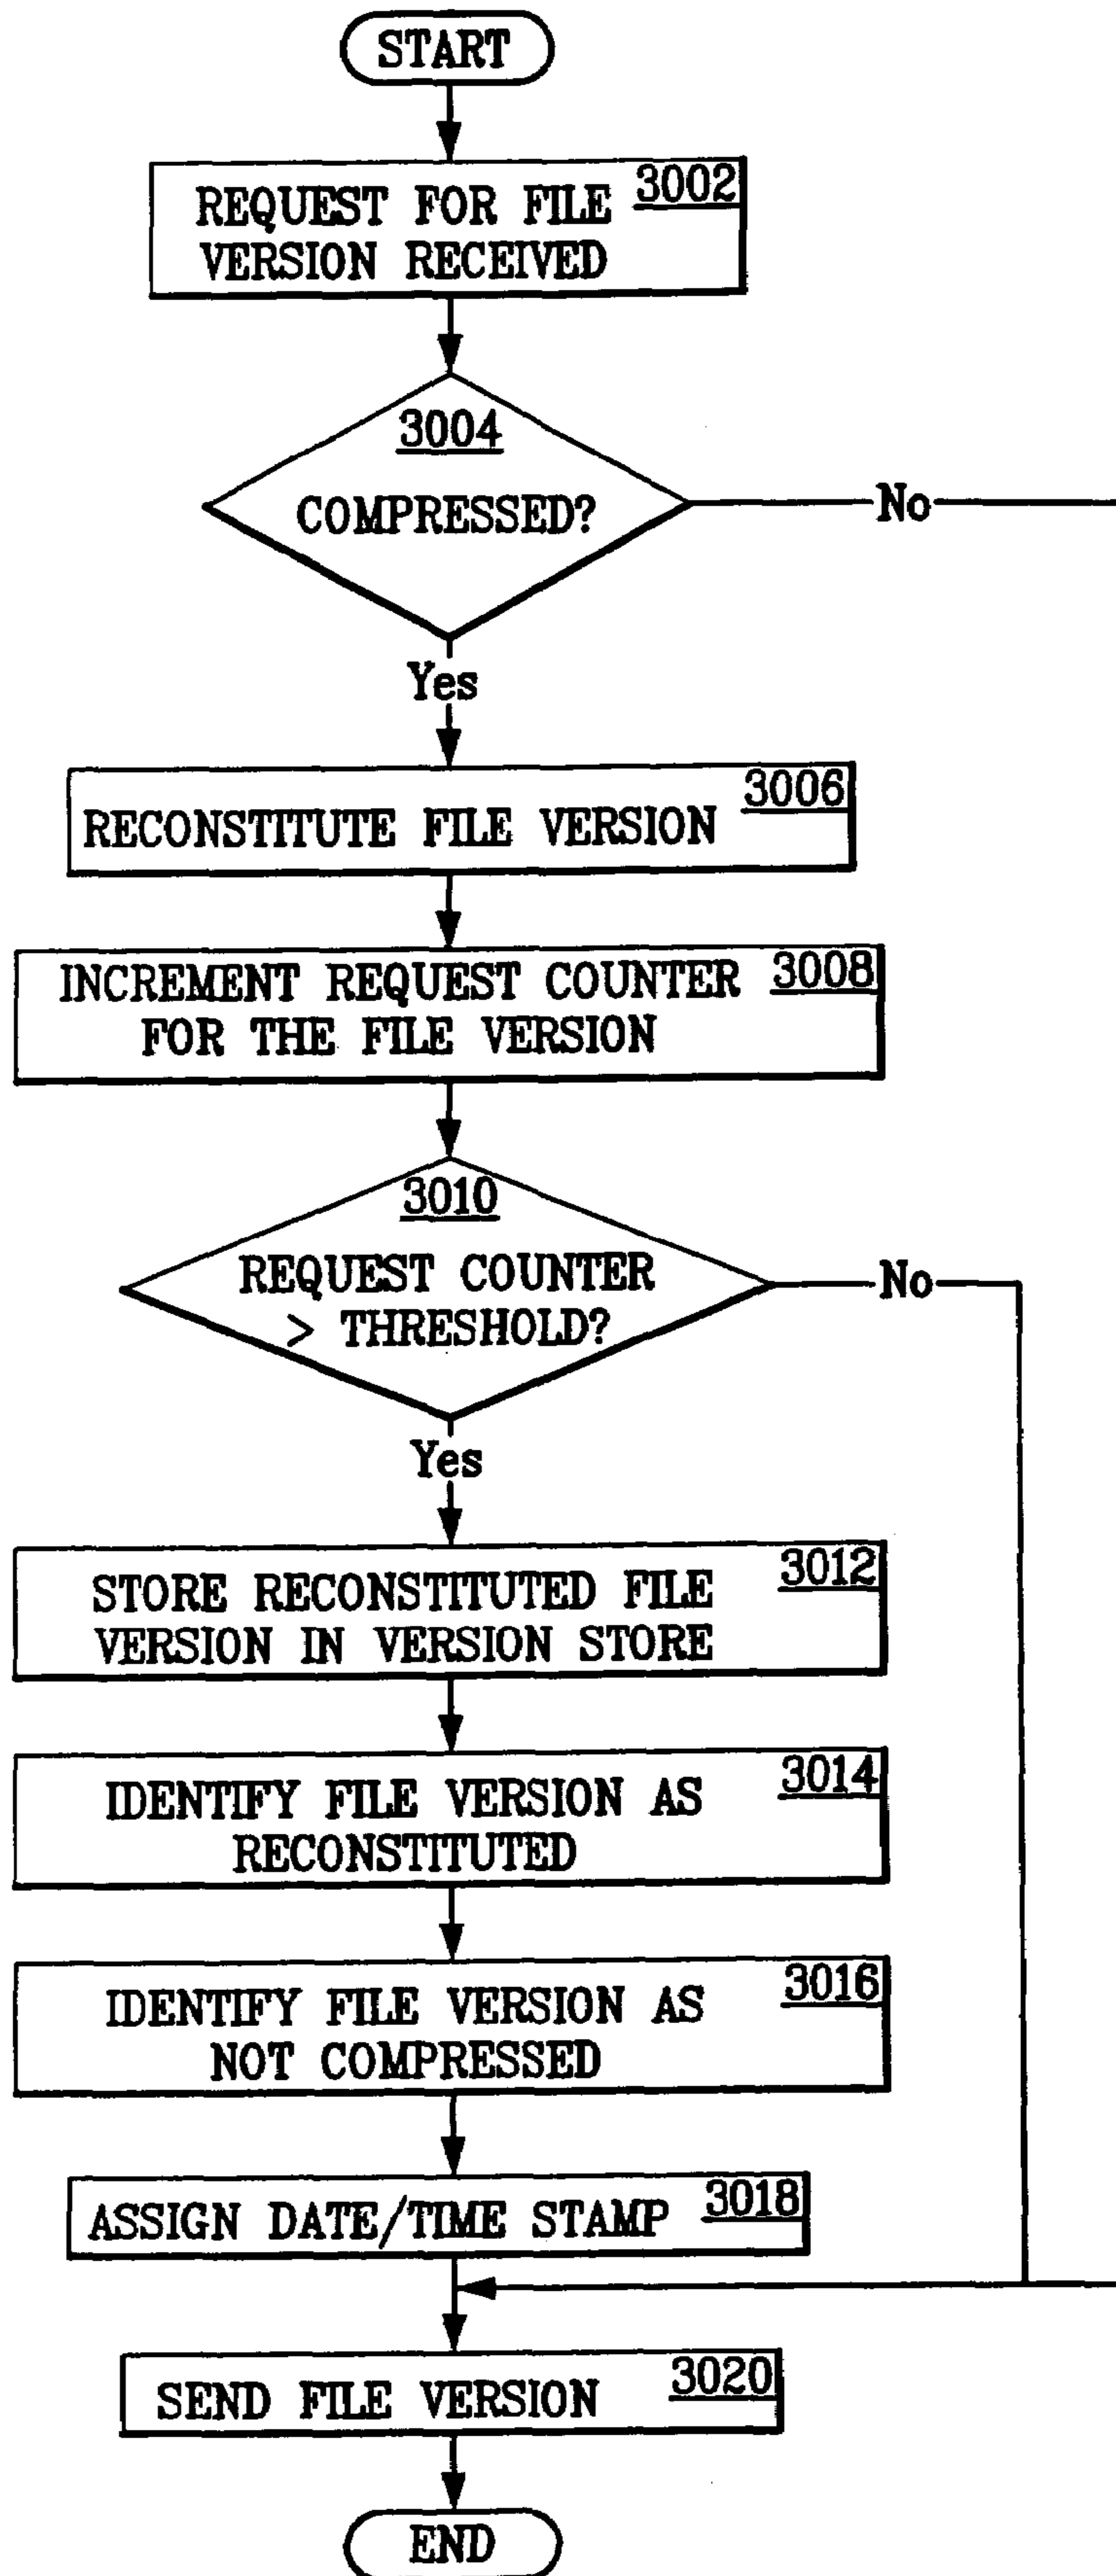 START
3002
REQUEST FOR FILE
VERSION RECEIVED
3004
COMPRESSED?
No
Yes
3006
RECONSTITUTE FILE VERSION
INCREMENT REQUEST COUNTER 3008
FOR THE FILE VERSION
3010
REQUEST COUNTER
> THRESHOLD?
No
Yes
3012
STORE RECONSTITUTED FILE
VERSION IN VERSION STORE
3014
IDENTIFY FILE VERSION AS
RECONSTITUTED
3016
IDENTIFY FILE VERSION AS
NOT COMPRESSED
ASSIGN DATE/TIME STAMP 3018
SEND FILE VERSION 3020
END